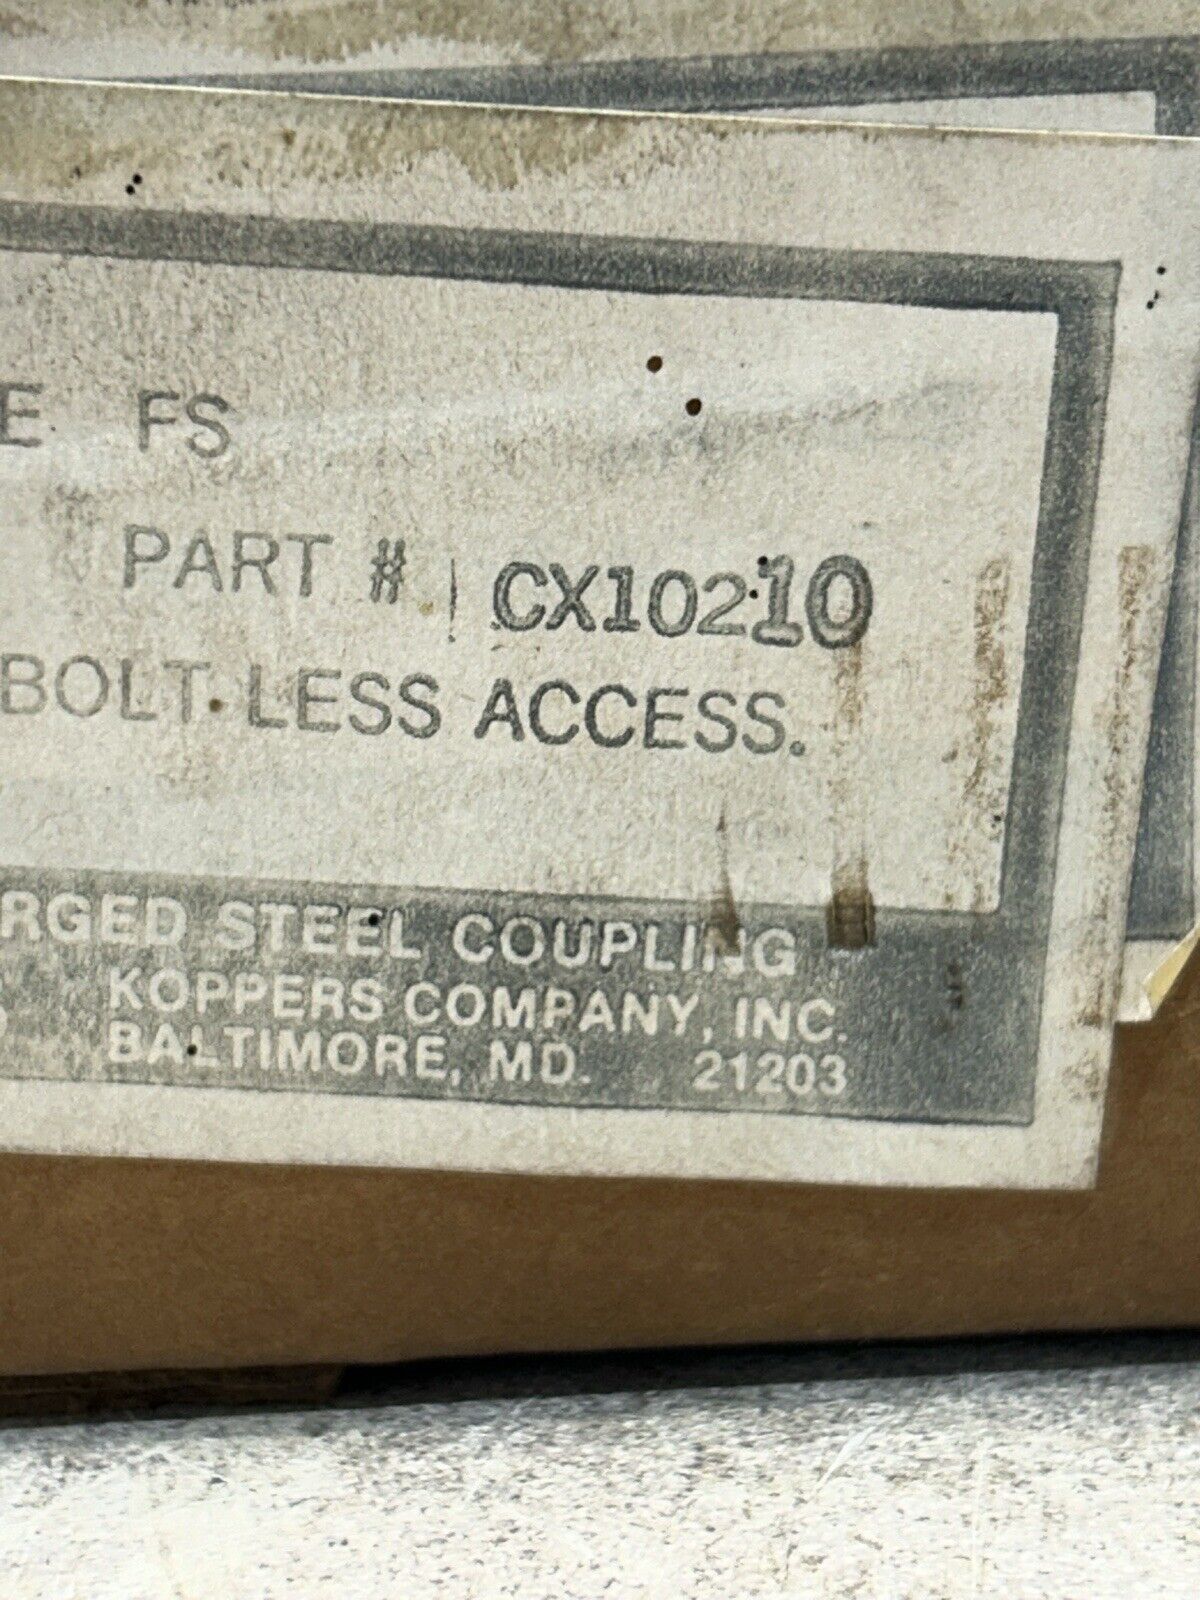 E FS
PART # CX10210
BOLT LESS ACCESS.
RGED STEEL COUPLING
KOPPERS COMPANY, INC.
BALTIMORE, MD. 21203